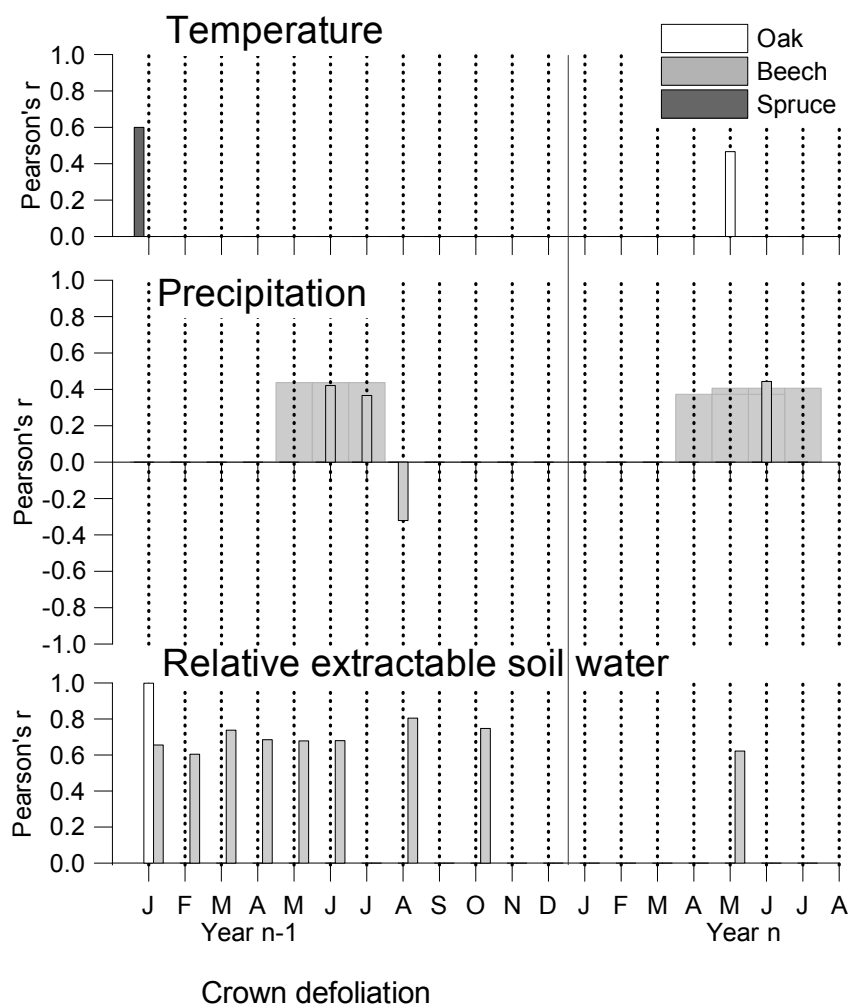 Temperature
Oak
Beech
Spruce
Pearson's r
1.0
0.8
0.6
0.4
0.2
0.0
Precipitation
Pearson's r
1.0
0.8
0.6
0.4
0.2
0.0
-0.2
-0.4
-0.6
-0.8
-1.0
Relative extractable soil water
Pearson's r
1.0
0.8
0.6
0.4
0.2
0.0
J F M A M J J A S O N D J F M A M J J A
Year n-1 Year n
Crown defoliation